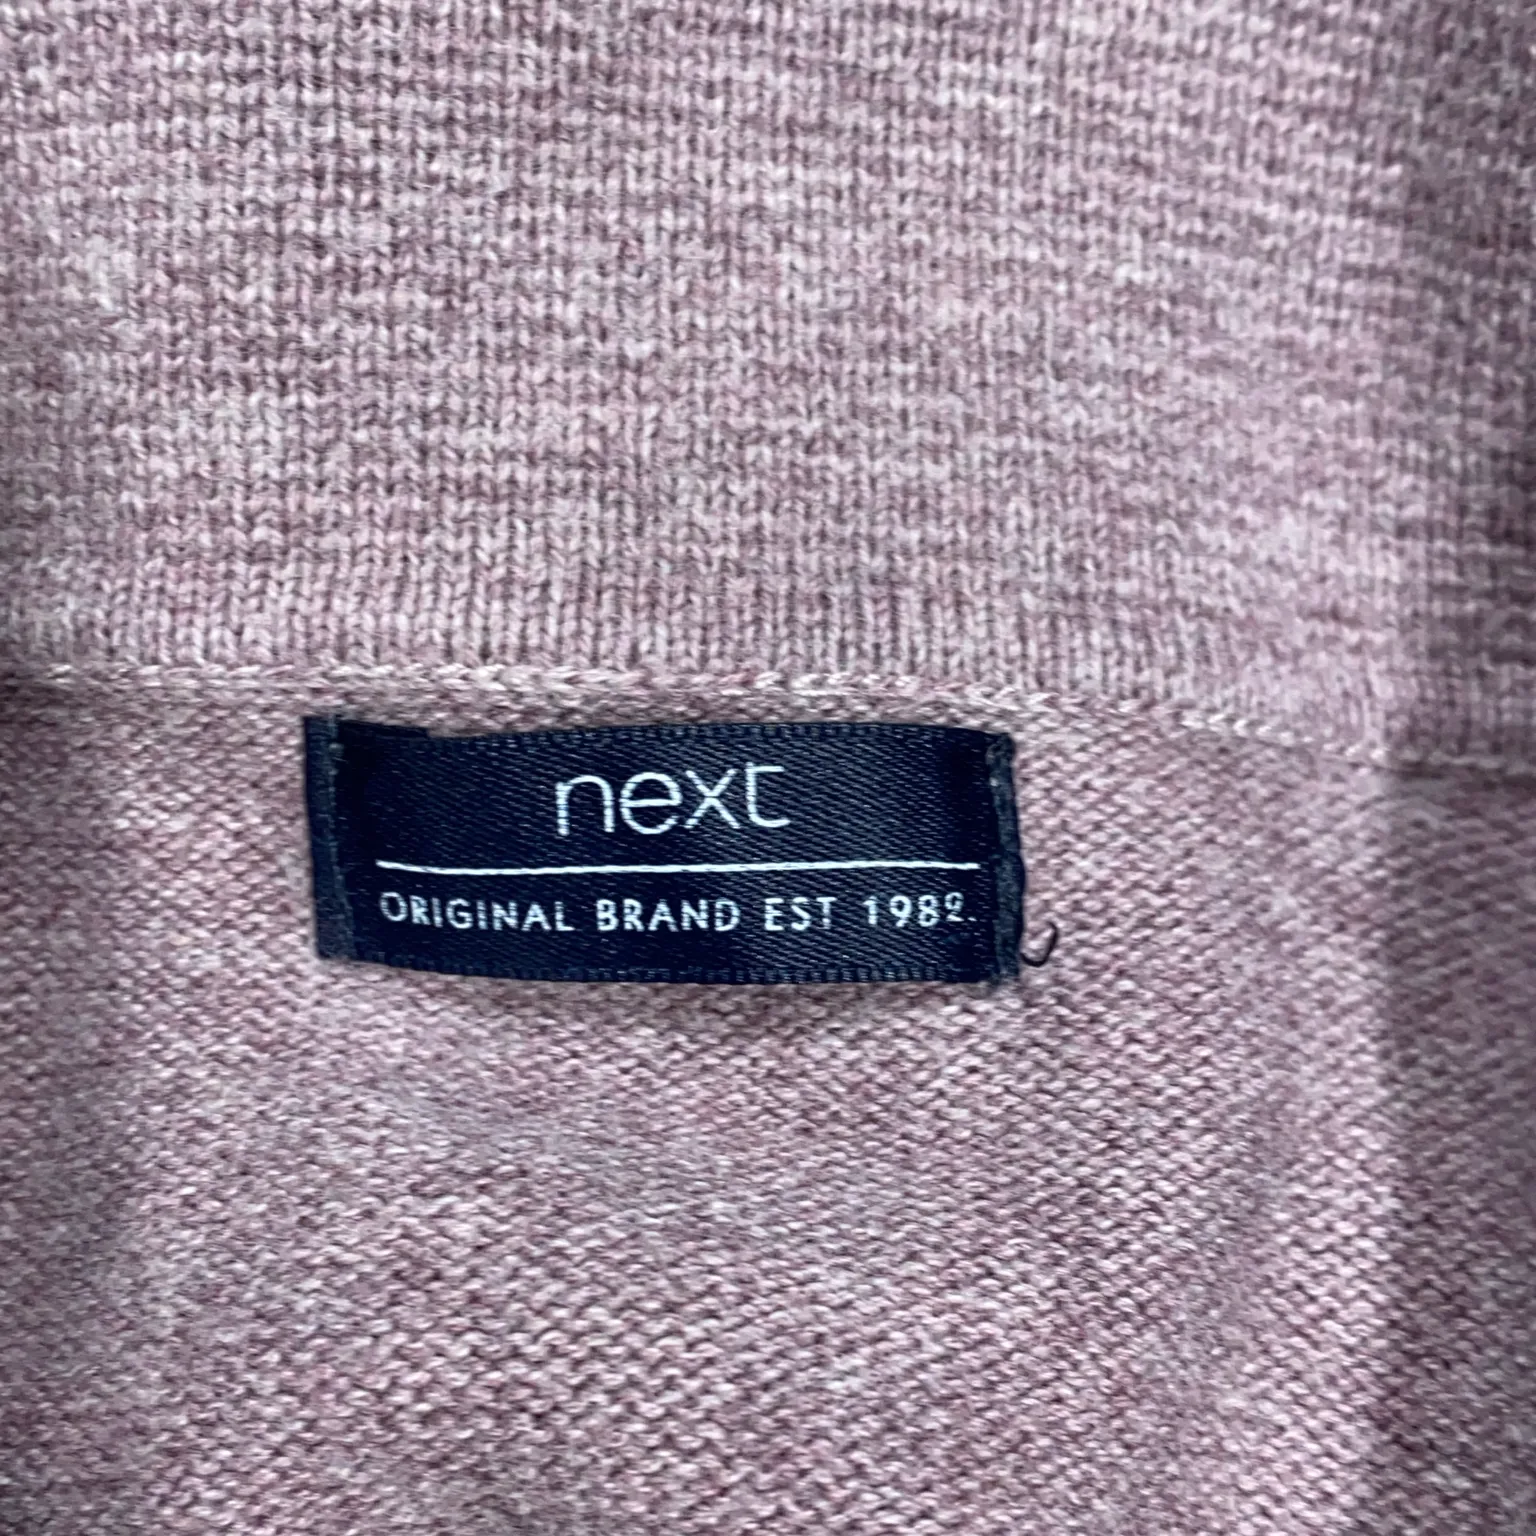 next
ORIGINAL BRAND EST 1982.